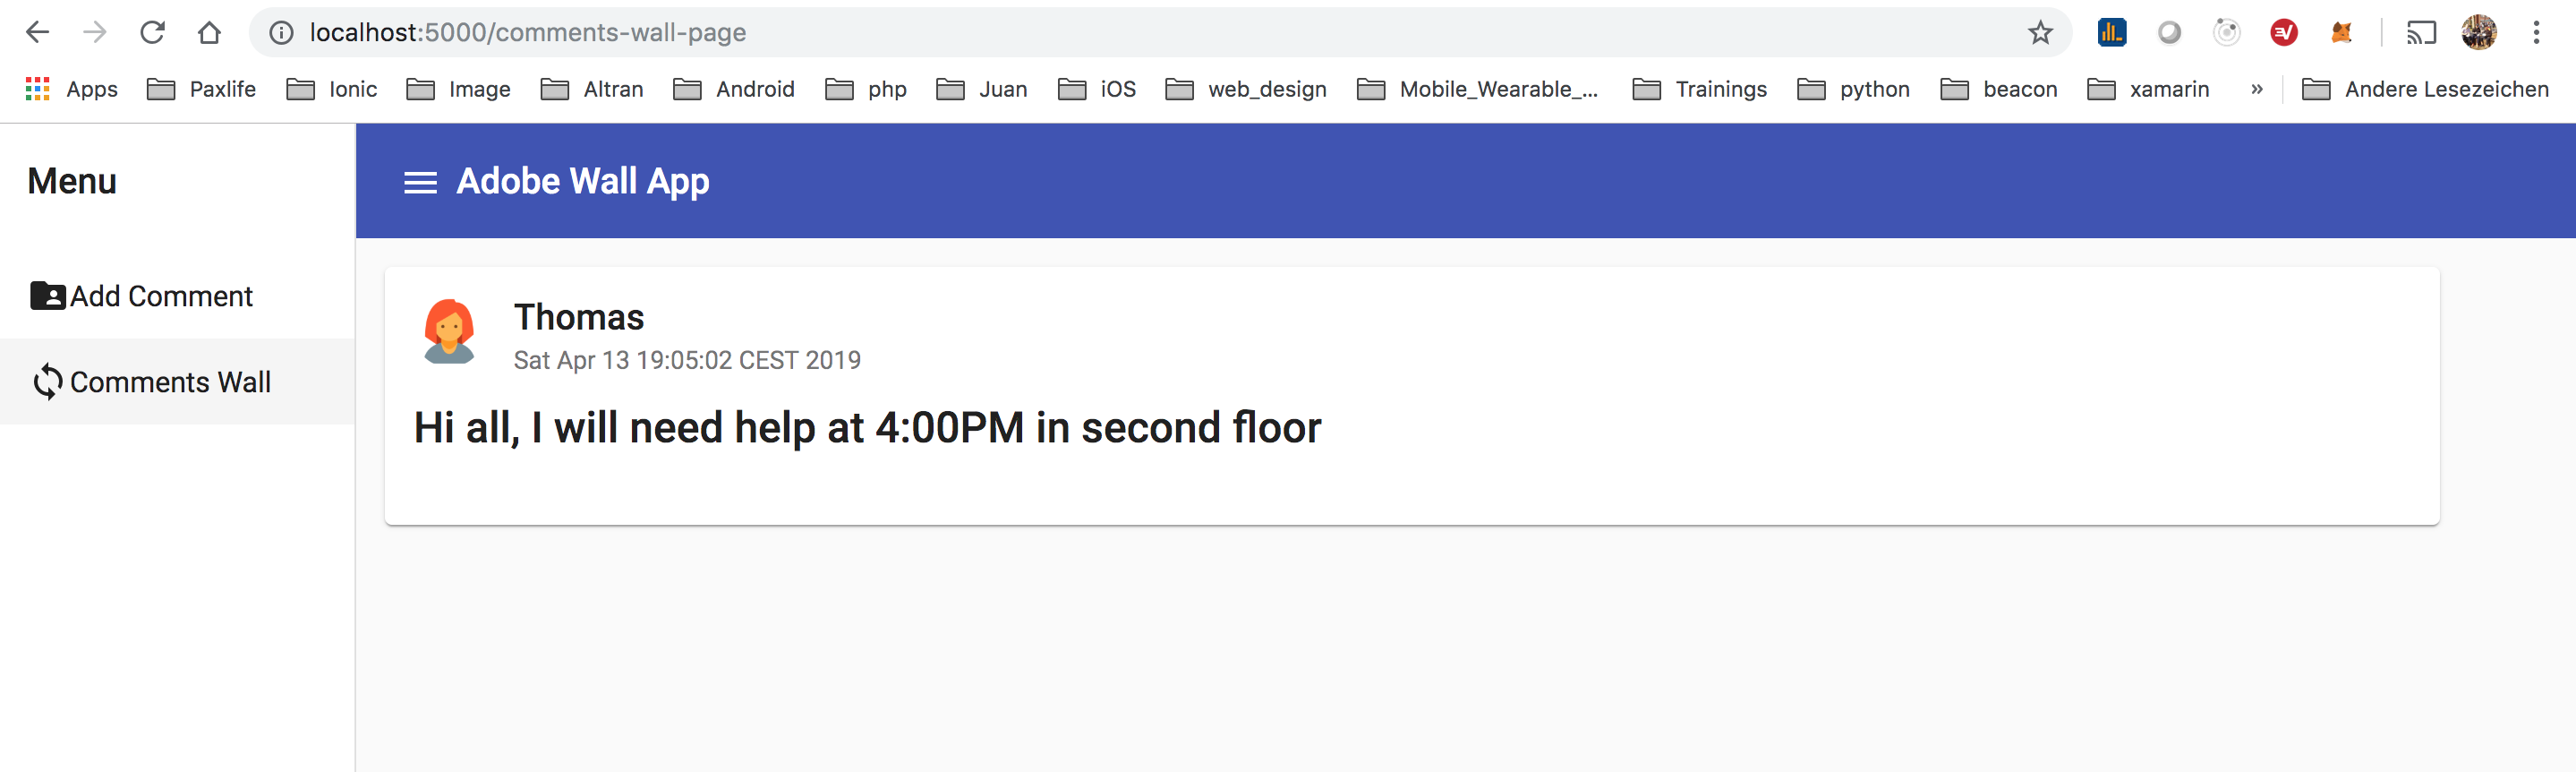 localhost:5000/comments-wall-page
Apps Paxlife Ionic Image Altran Android php Juan iOS web_design Mobile_Wearable_... Trainings python beacon xamarin » Andere Lesezeichen
Menu
Adobe Wall App
Add Comment
Comments Wall
Thomas
Sat Apr 13 19:05:02 CEST 2019
Hi all, I will need help at 4:00PM in second floor